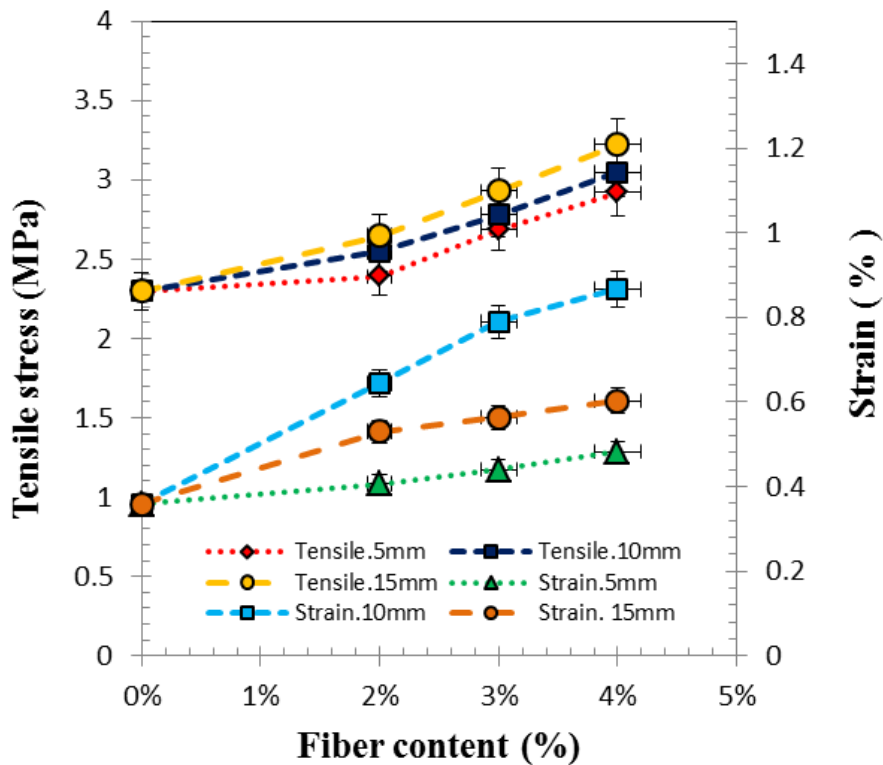 4
3.5
3
2.5
2
1.5
1
0.5
0
Tensile stress (MPa)
1.4
1.2
1
0.8
0.6
0.4
0.2
0
Strain ( % )
Tensile.5mm
Tensile.10mm
Tensile.15mm
Strain.5mm
Strain.10mm
Strain. 15mm
0% 1% 2% 3% 4% 5%
Fiber content (%)